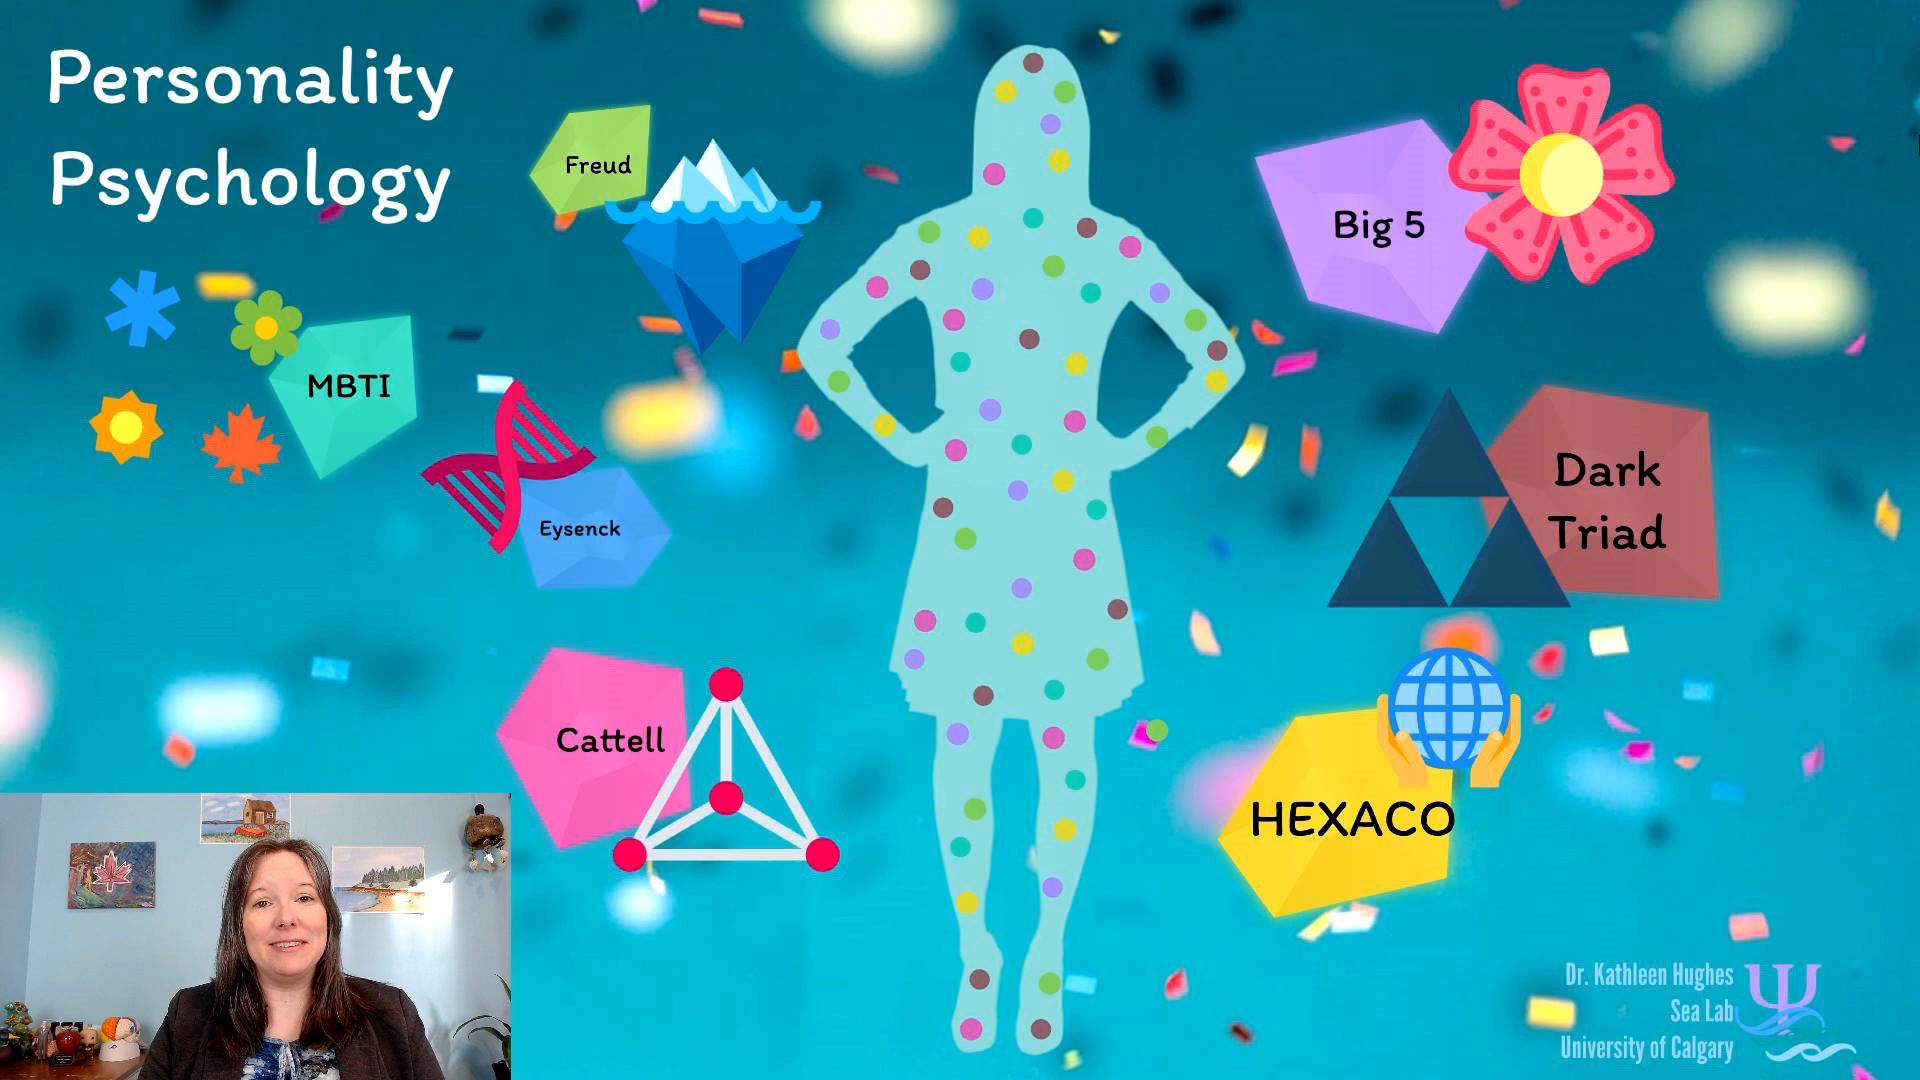 Personality
Psychology
Freud
Big 5
MBTI
Eysenck
Dark
Triad
Cattell
HEXACO
Dr. Kathleen Hughes
Sea Lab
University of Calgary